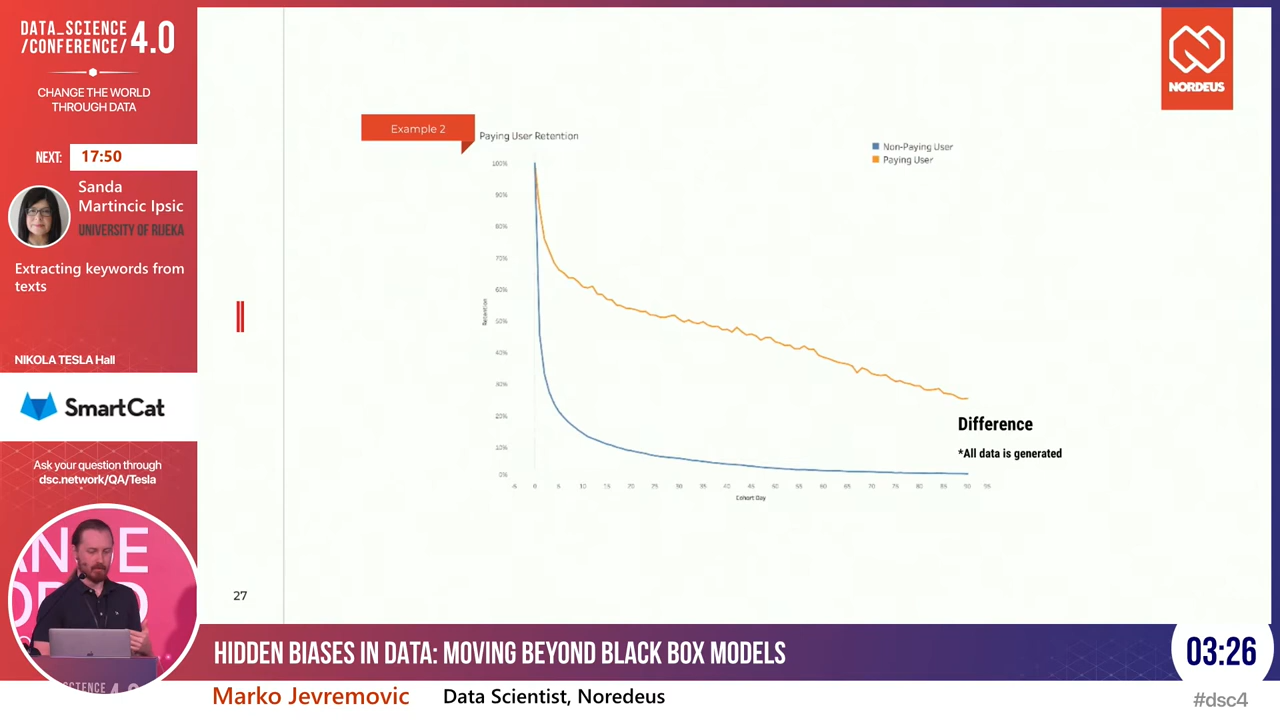 DATA_SCIENCE
/CONFERENCE/ 4.0
CHANGE THE WORLD
THROUGH DATA
NEXT: 17:50
Sanda
Martincic Ipsic
UNIVERSITY OF RIJEKA
Extracting keywords from
texts
NIKOLA TESLA Hall
SmartCat
Ask your question through
dsc.network/QA/Tesla
NORDEUS
Example 2
Paying User Retention
Non-Paying User
Paying User
100%
90%
80%
70%
60%
50%
40%
30%
20%
10%
0%
Retention
-5 0 5 10 15 20 25 30 35 40 45 50 55 60 65 70 75 80 85 90 95
Cohort Day
Difference
*All data is generated
27
HIDDEN BIASES IN DATA: MOVING BEYOND BLACK BOX MODELS
03:26
Marko Jevremovic Data Scientist, Noredeus
#dsc4